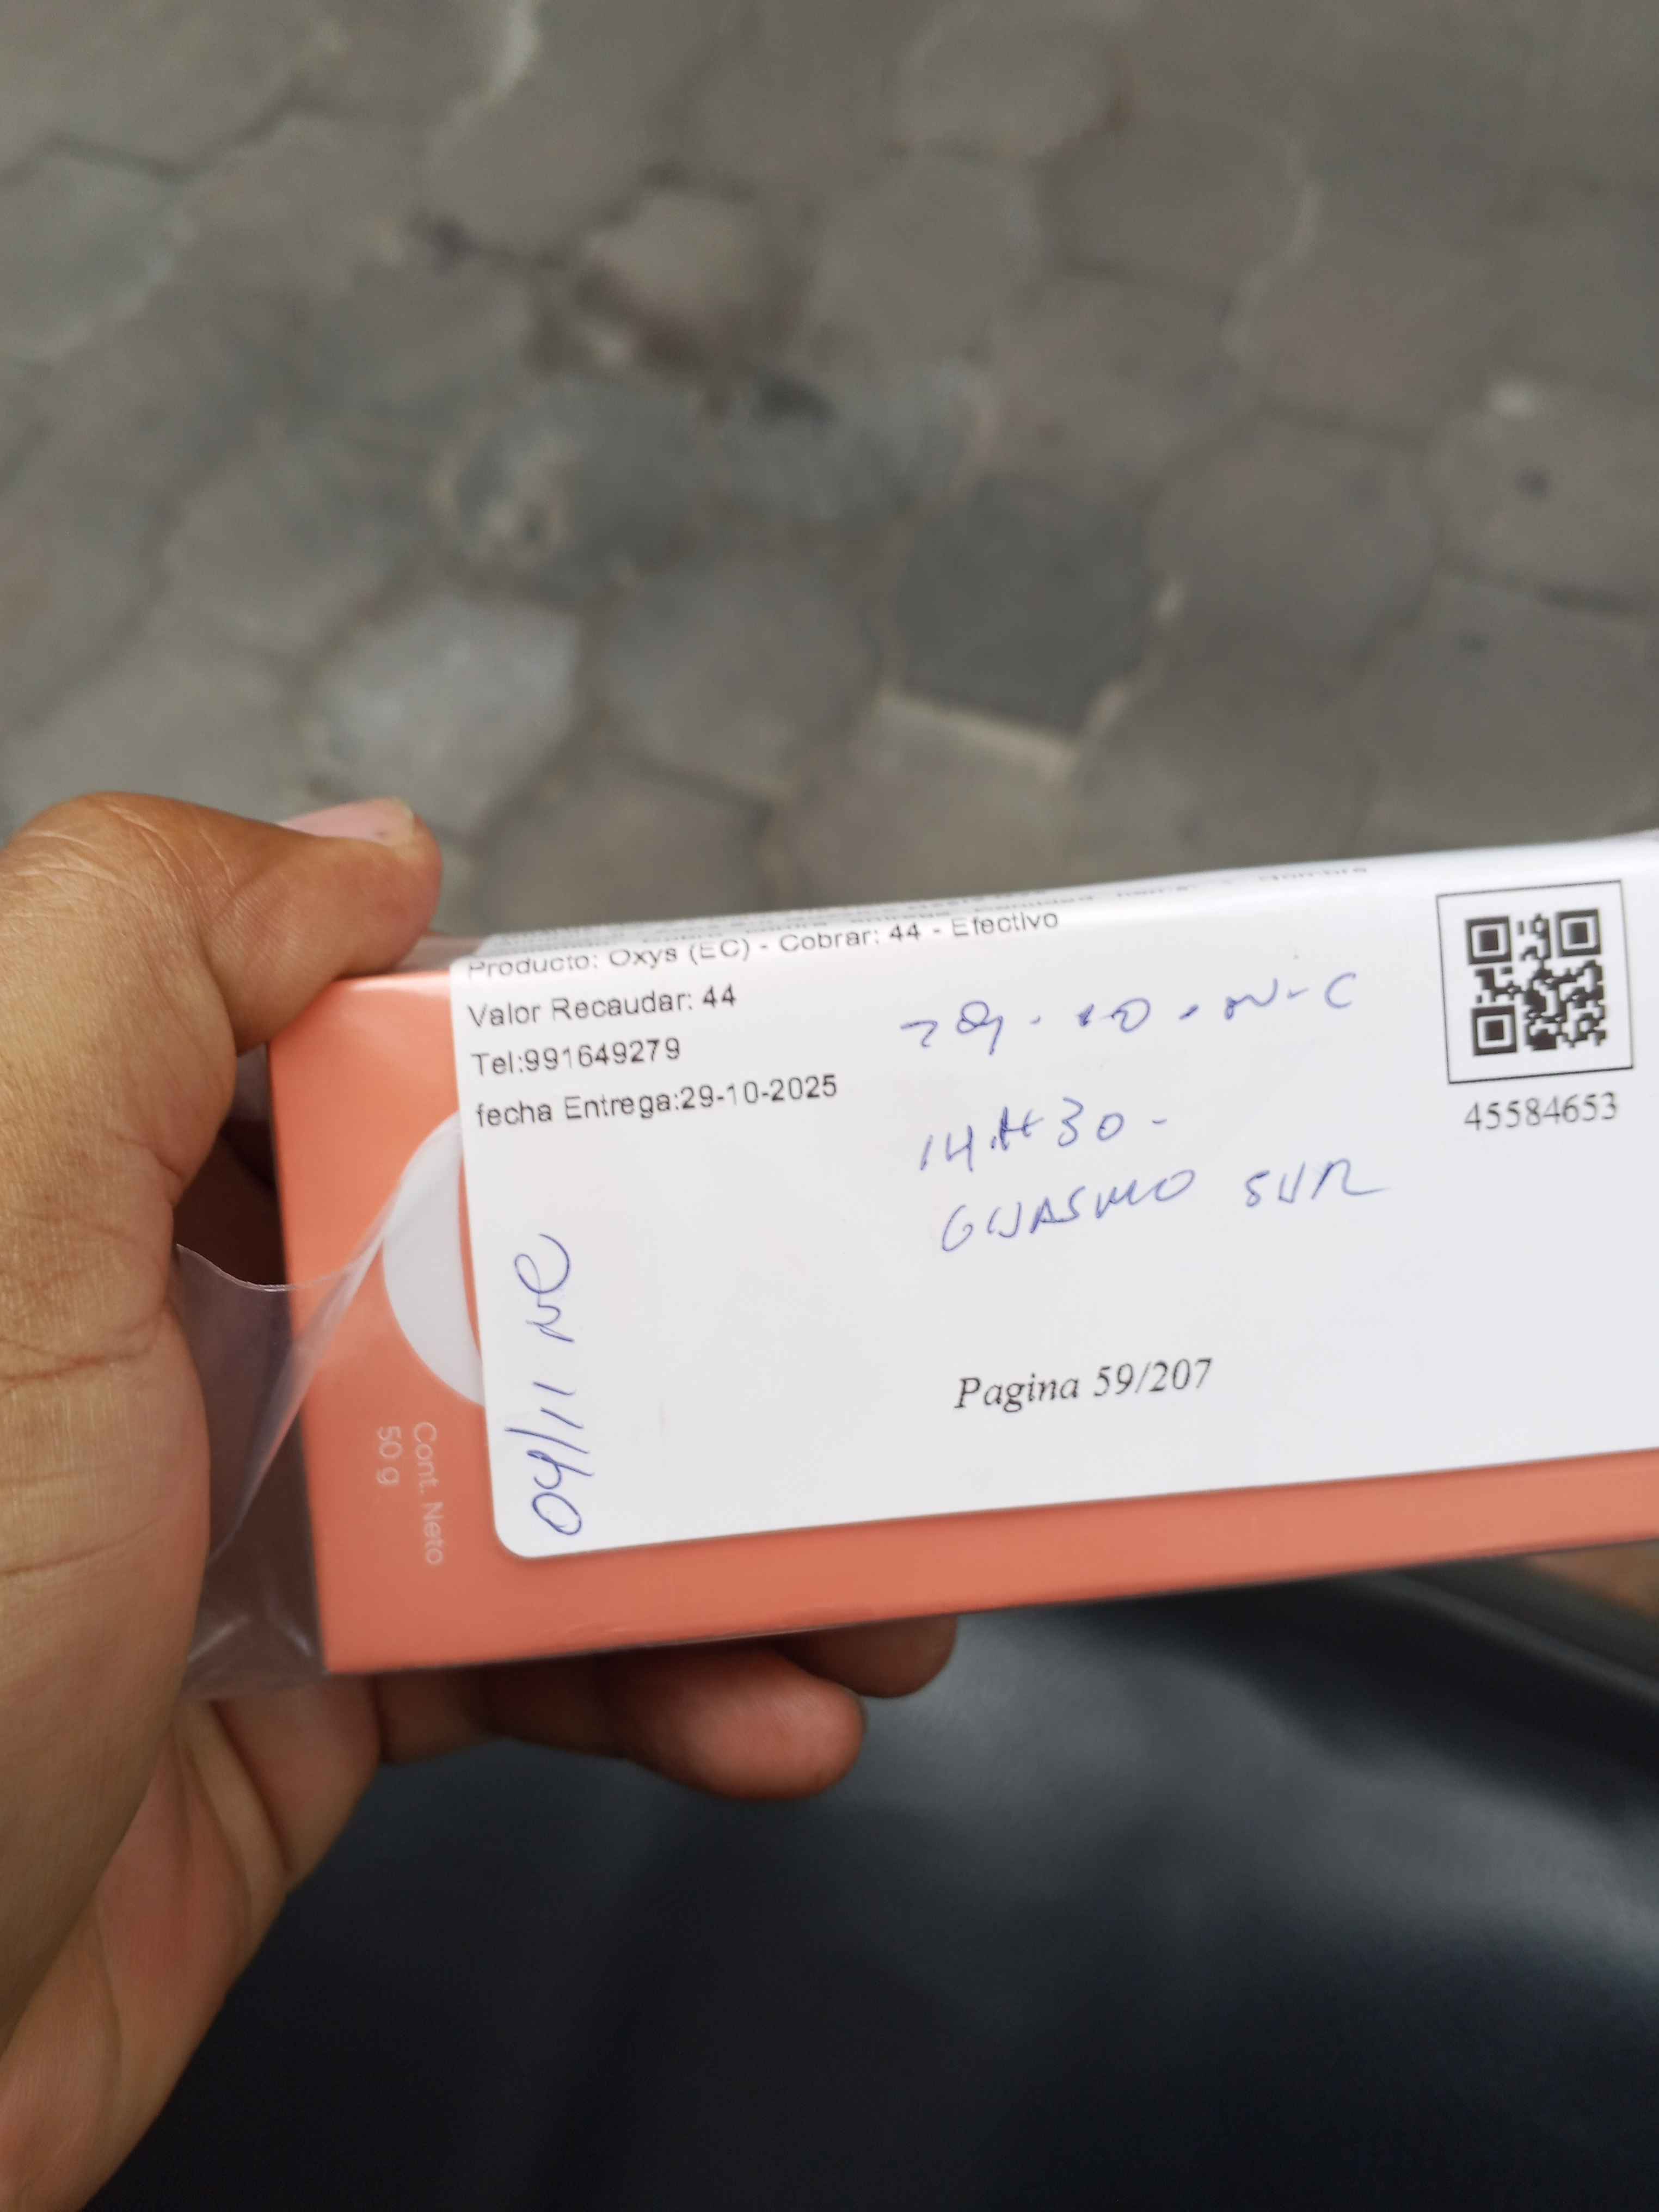 Producto: Oxys (EC) - Cobrar: 44 - Efectivo
Valor Recaudar: 44
Tel:991649279
fecha Entrega:29-10-2025
29.10.N-C
14H30-
GUASMO SUR
45584653
04/11 NC
Pagina 59/207
Cont. Neto
50 g